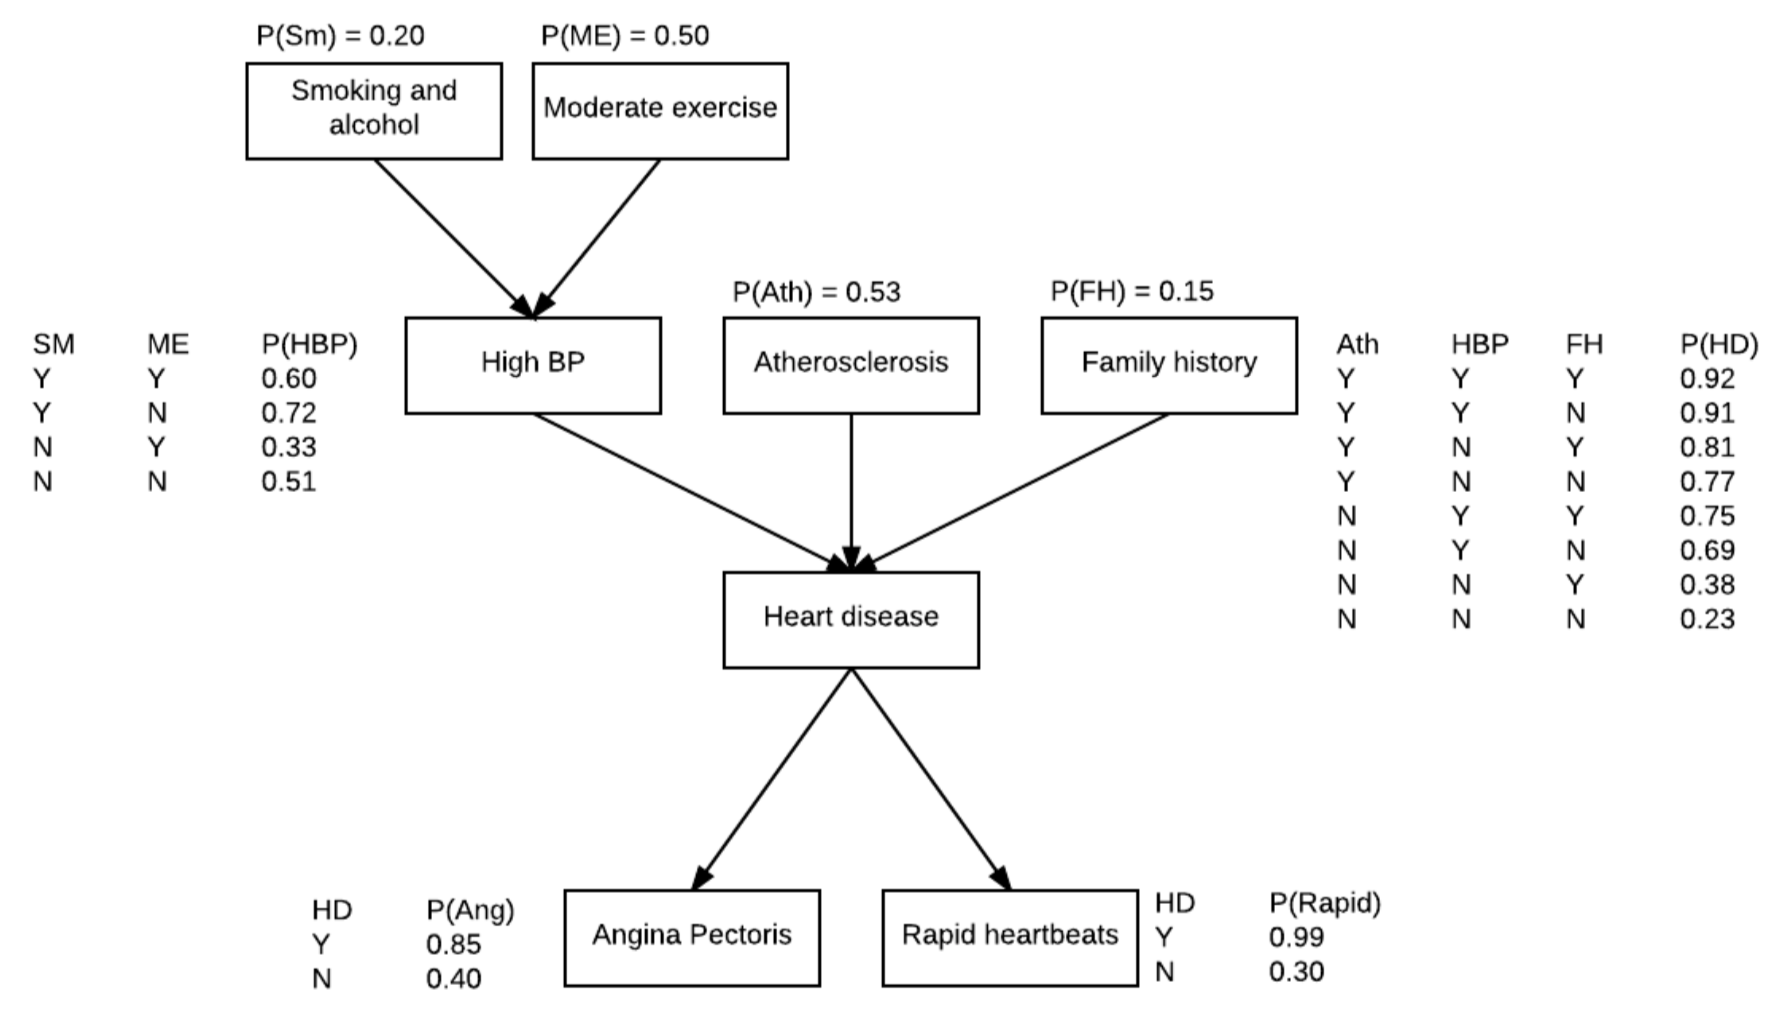 P(Sm) = 0.20
P(ME) = 0.50
Smoking and
alcohol
Moderate exercise
P(Ath) = 0.53
P(FH) = 0.15
SM ME P(HBP)
Y Y 0.60
Y N 0.72
N Y 0.33
N N 0.51
High BP
Atherosclerosis
Family history
Ath HBP FH P(HD)
Y Y Y 0.92
Y Y N 0.91
Y N Y 0.81
Y N N 0.77
N Y Y 0.75
N Y N 0.69
N N Y 0.38
N N N 0.23
Heart disease
HD P(Ang)
Y 0.85
N 0.40
Angina Pectoris
Rapid heartbeats
HD P(Rapid)
Y 0.99
N 0.30